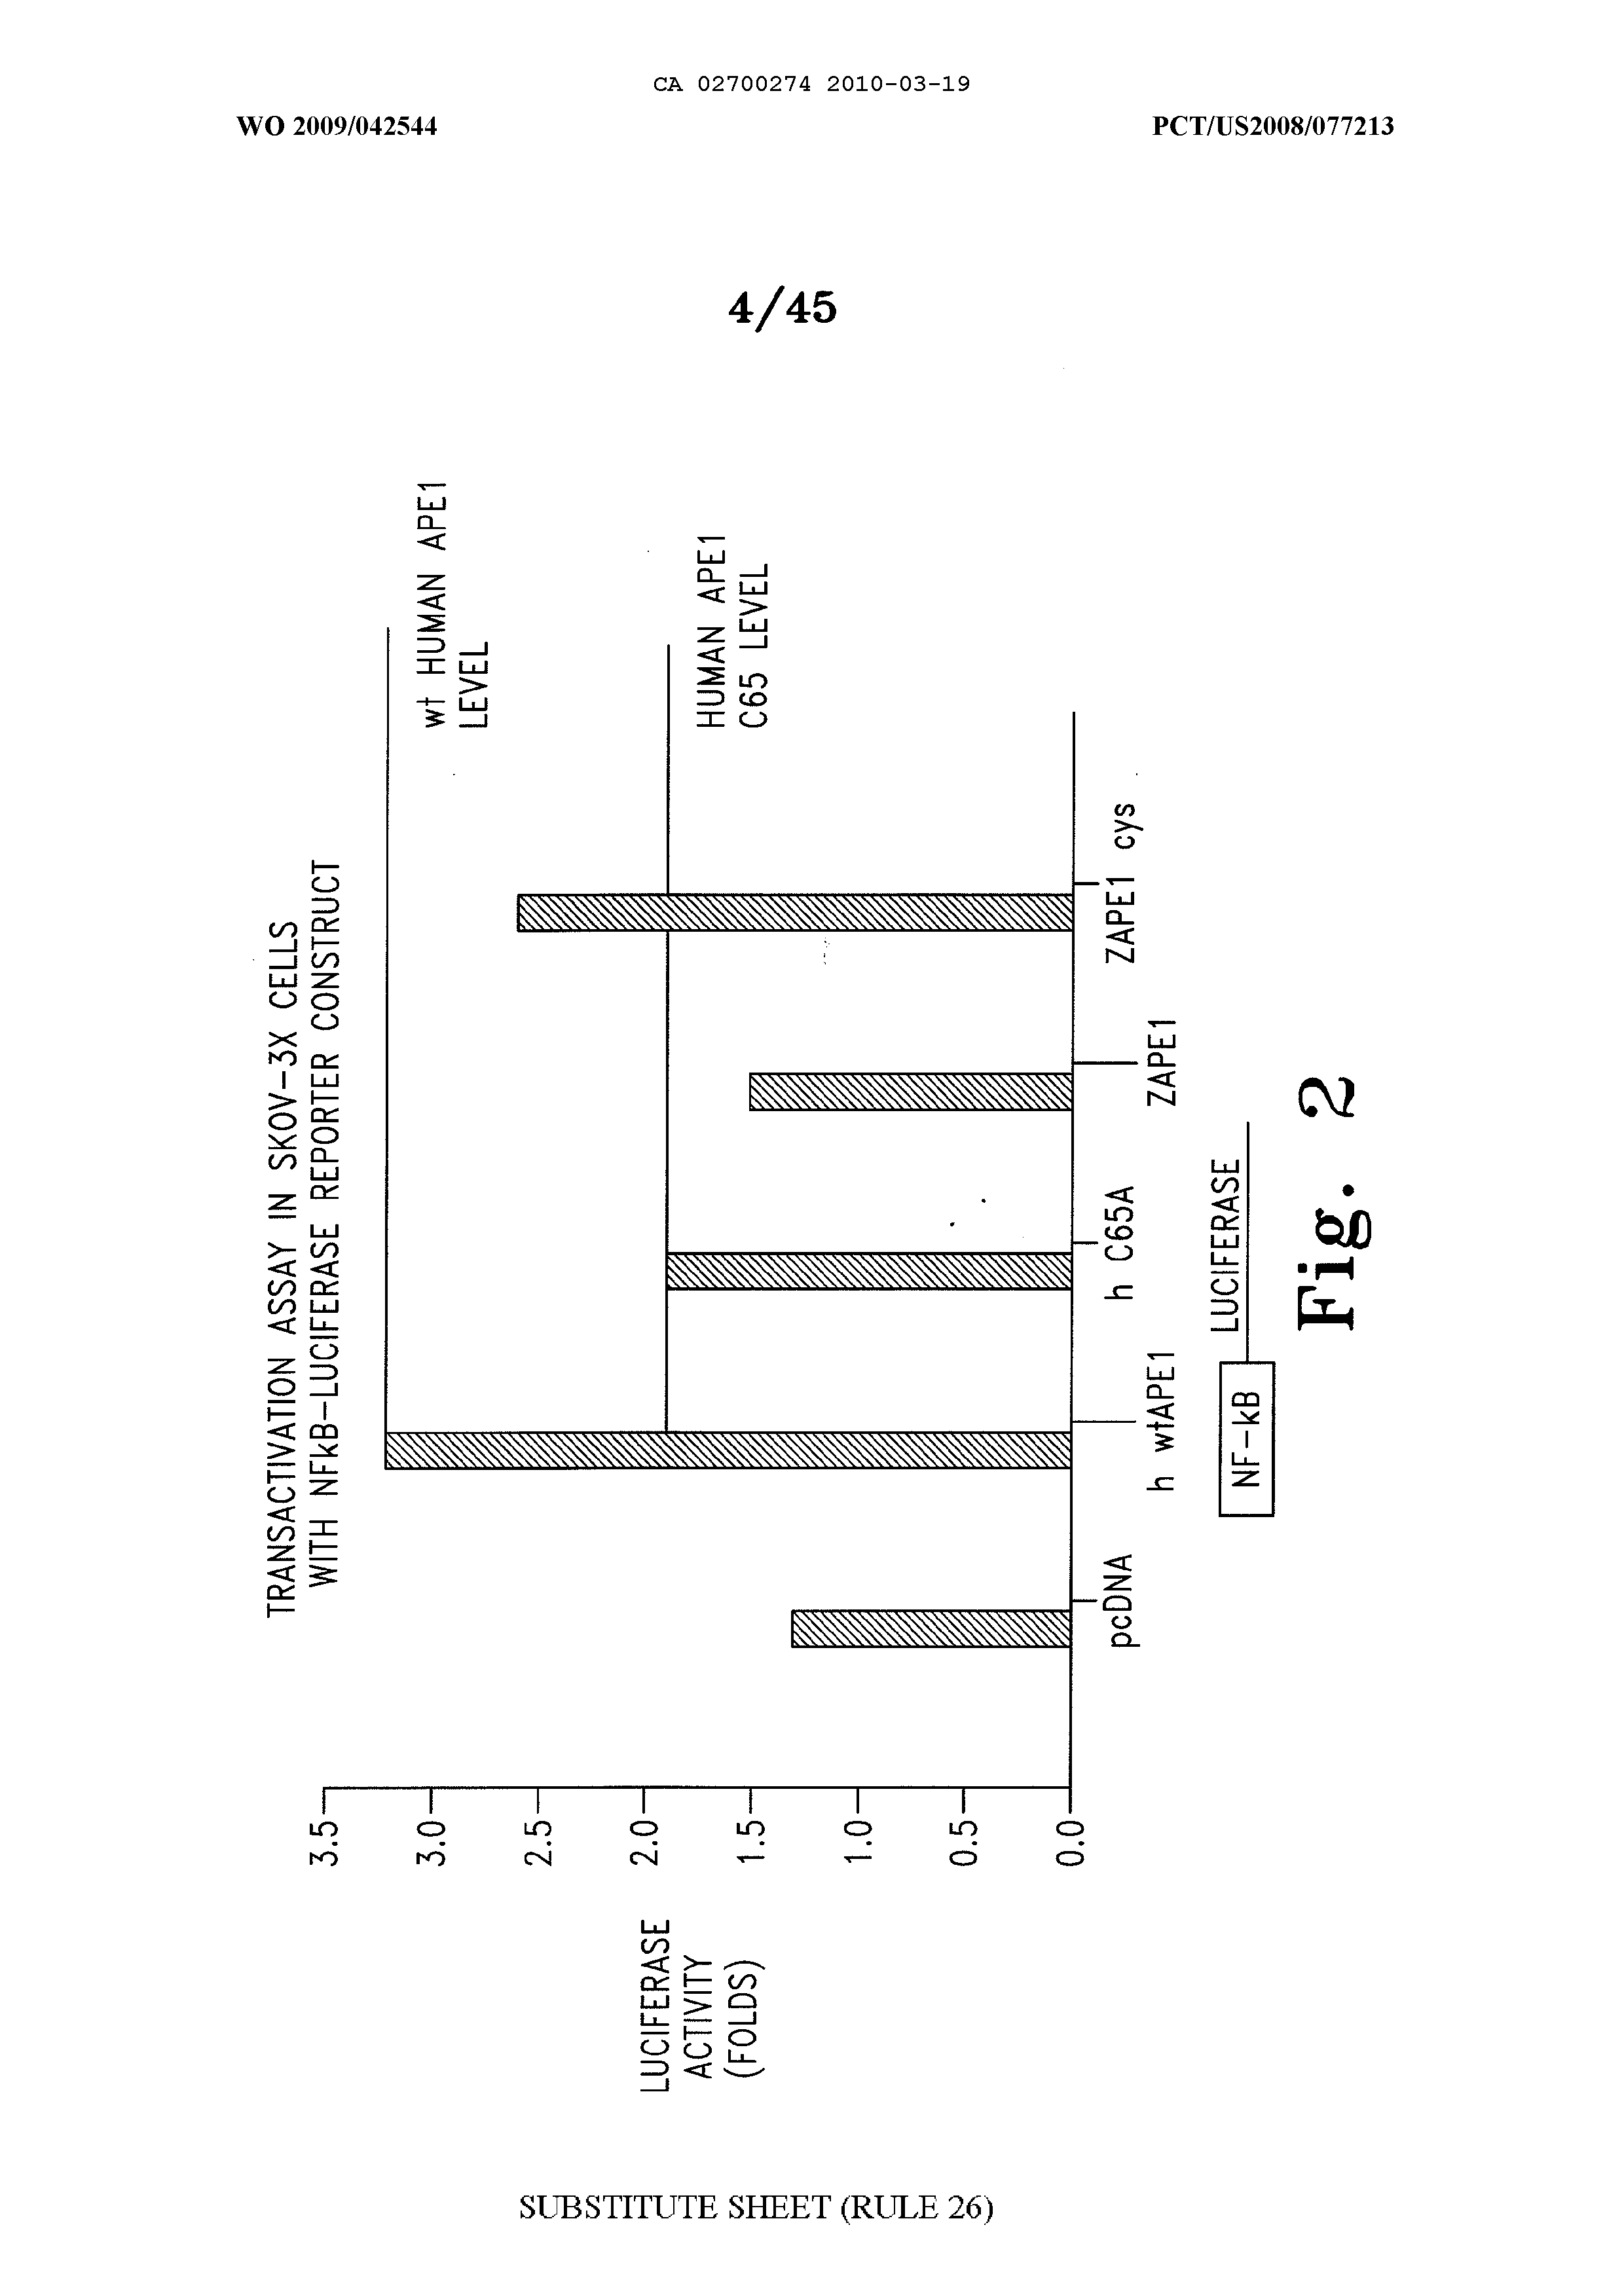 CA 02700274 2010-03-19
WO 2009/042544
PCT/US2008/077213
4/45
TRANSACTIVATION ASSAY IN SKOV-3X CELLS
WITH NFkB-LUCIFERASE REPORTER CONSTRUCT
wt HUMAN APE1
LEVEL
HUMAN APE1
C65 LEVEL
LUCIFERASE
ACTIVITY
(FOLDS)
3.5
3.0
2.5
2.0
1.5
1.0
0.5
0.0
pcDNA
h wtAPE1
h C65A
ZAPE1
ZAPE1 cys
NF-kB
LUCIFERASE
Fig. 2
SUBSTITUTE SHEET (RULE 26)